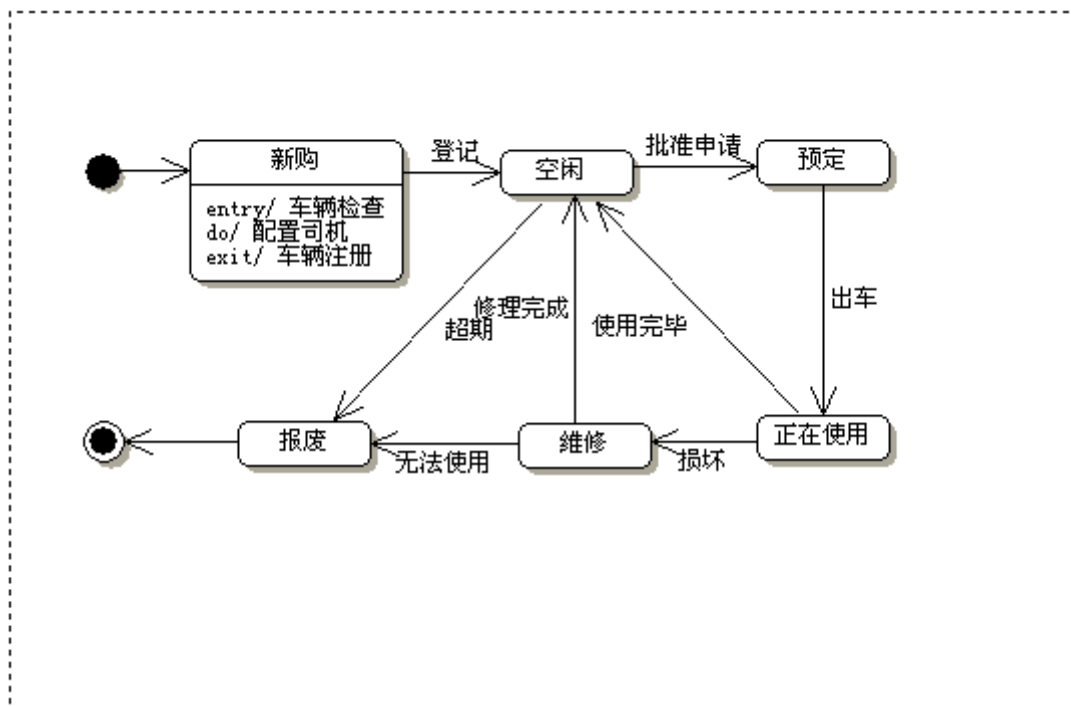 新购
entry/ 车辆检查
do/ 配置司机
exit/ 车辆注册
登记
空闲
批准申请
预定
出车
修理完成
超期
使用完毕
报废
无法使用
维修
损坏
正在使用